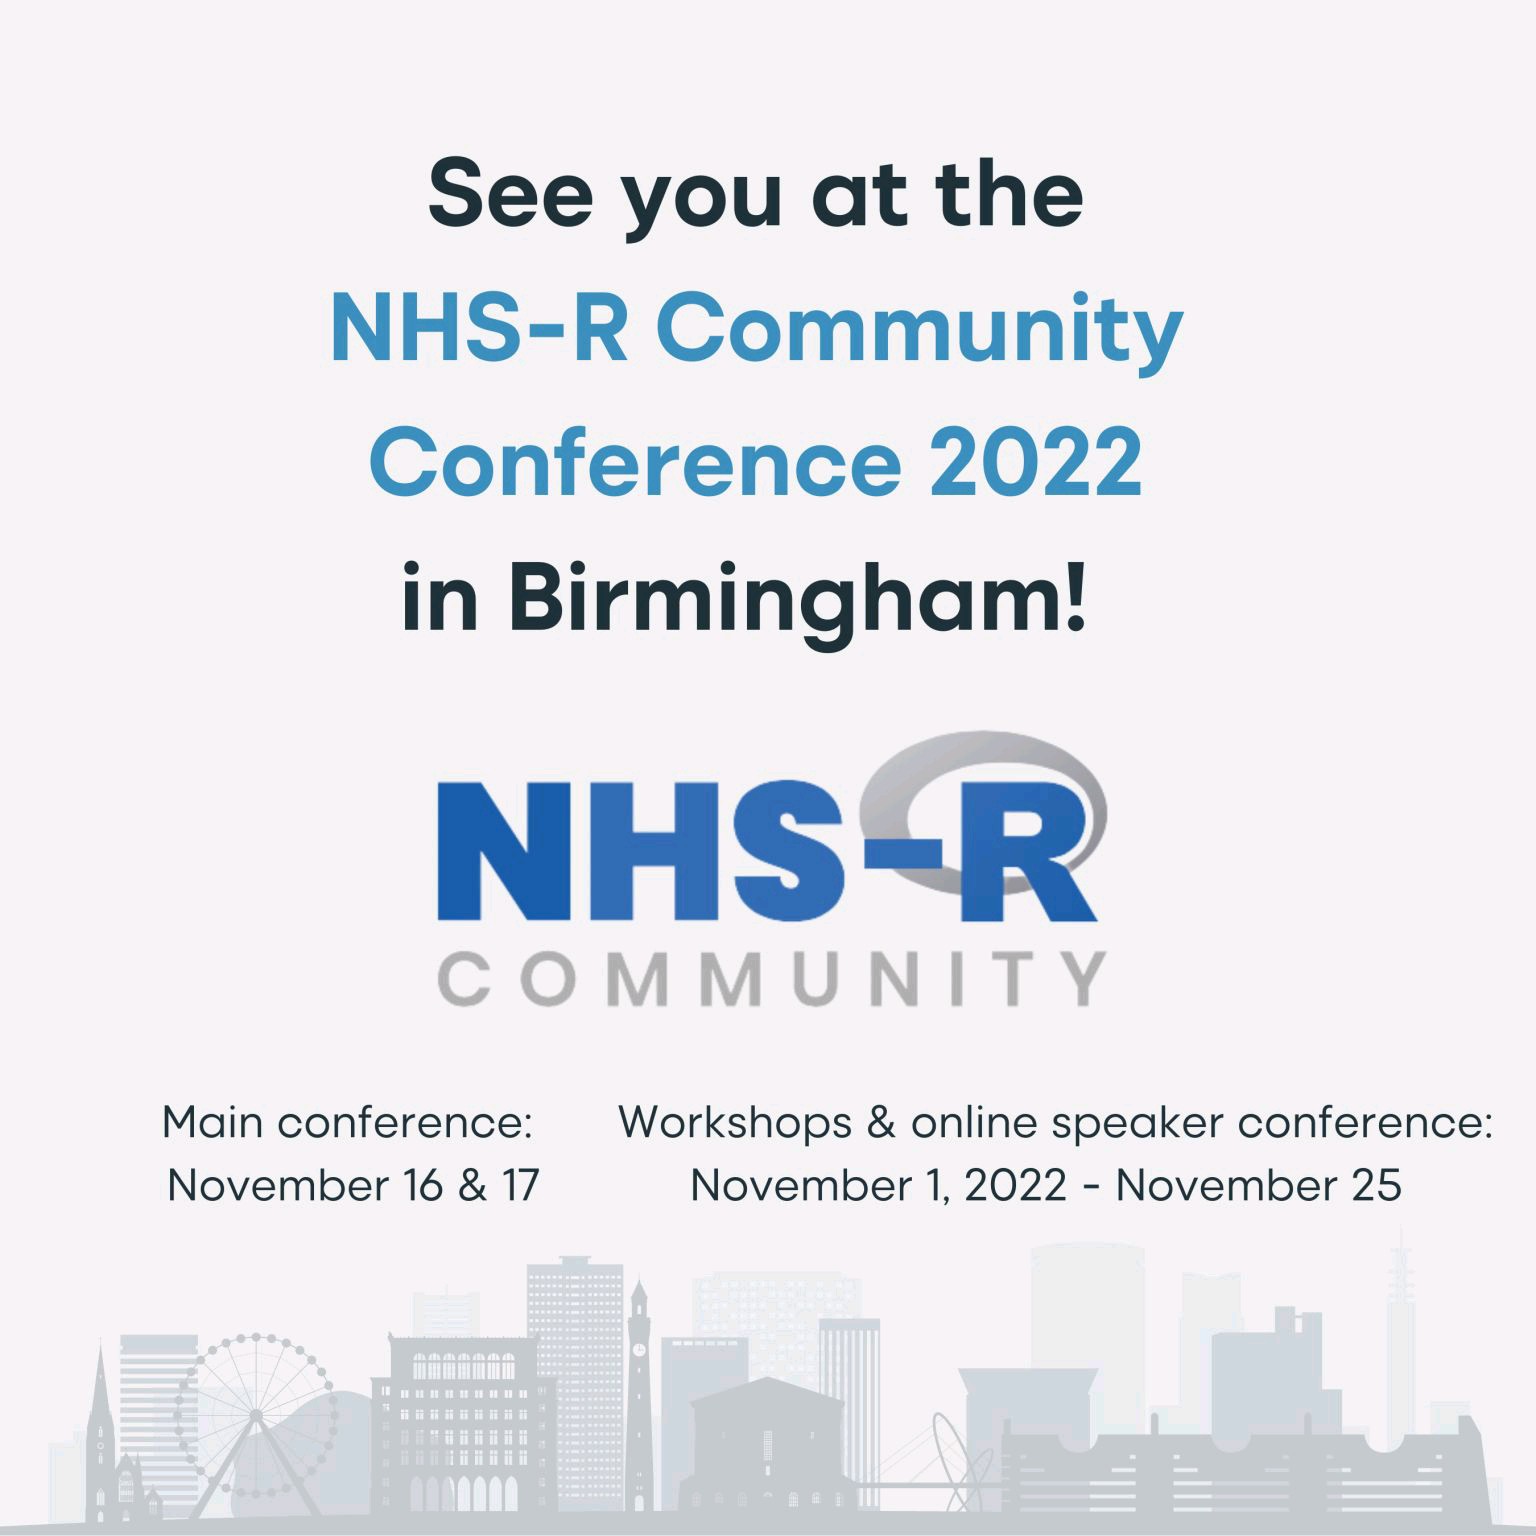 See you at the
NHS-R Community
Conference 2022
in Birmingham!
NHS-R
COMMUNITY
Main conference:
November 16 & 17
Workshops & online speaker conference:
November 1, 2022 - November 25